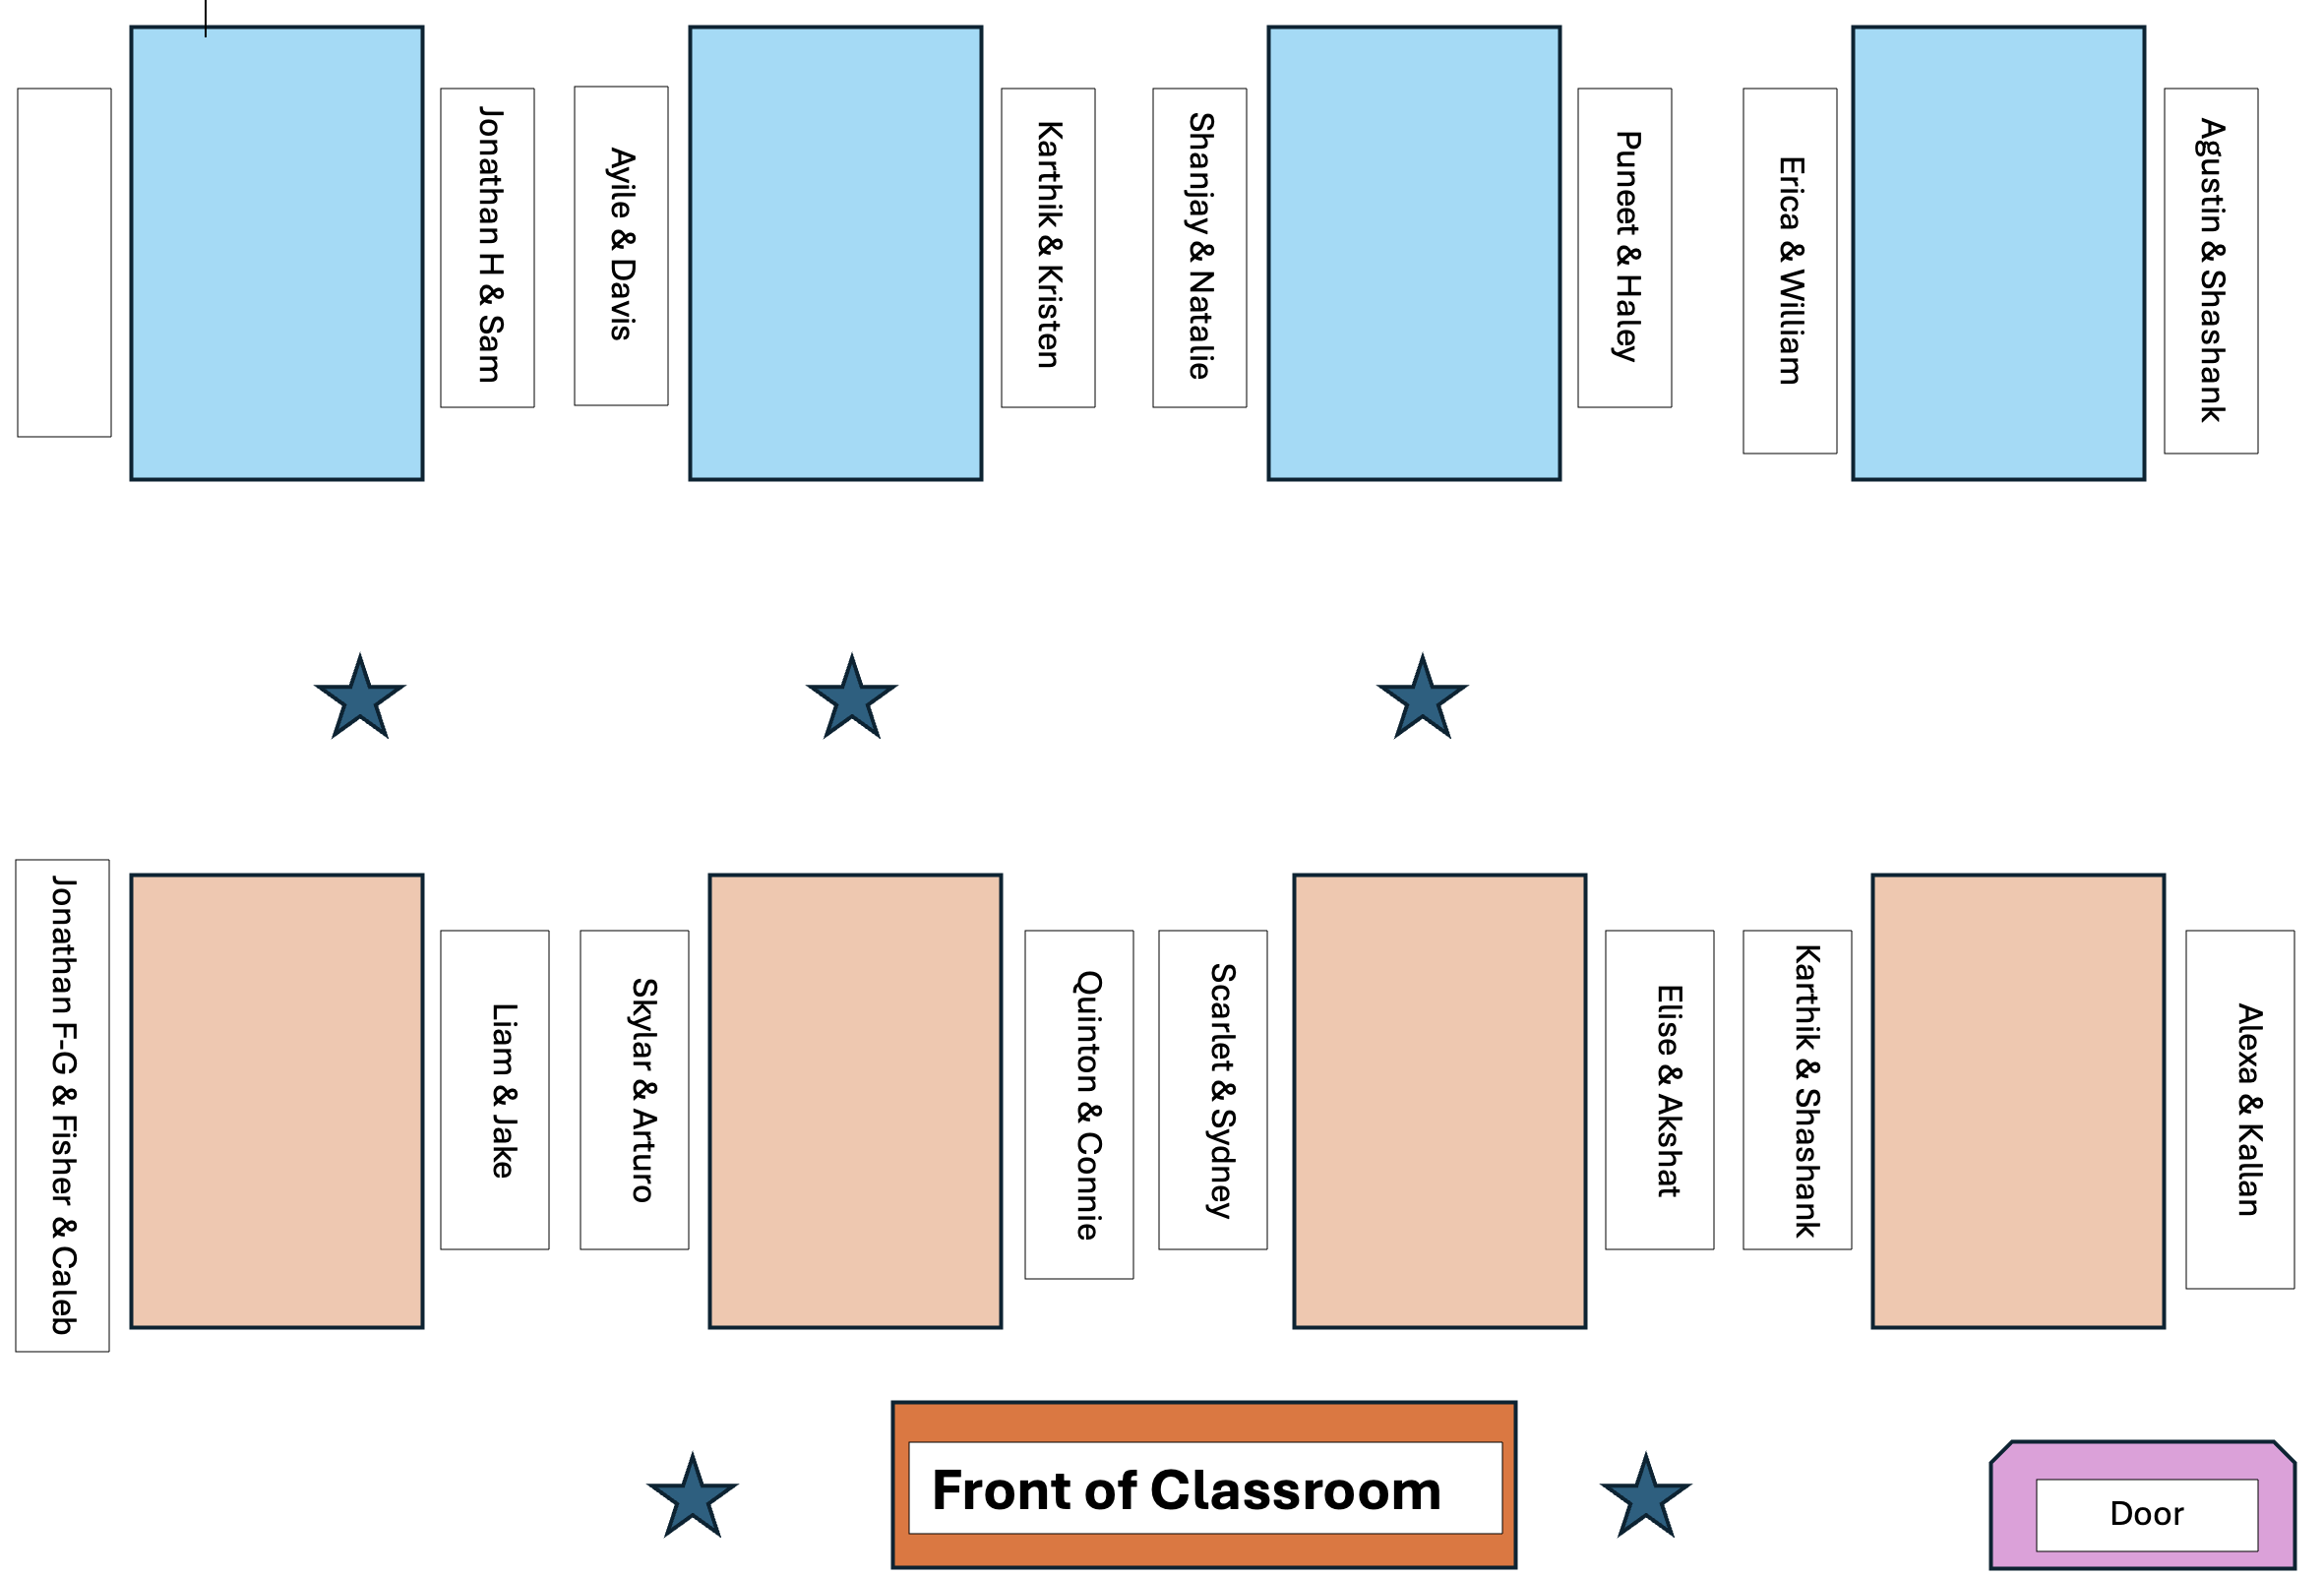 Jonathan H & Sam
Ayile & Davis
Karthik & Kristen
Shanjay & Natalie
Puneet & Haley
Erica & William
Agustin & Shashank
Jonathan F-G & Fisher & Caleb
Liam & Jake
Skylar & Arturo
Quinton & Connie
Scarlet & Sydney
Elise & Akshat
Karthik & Shashank
Alexa & Kallan
Front of Classroom
Door